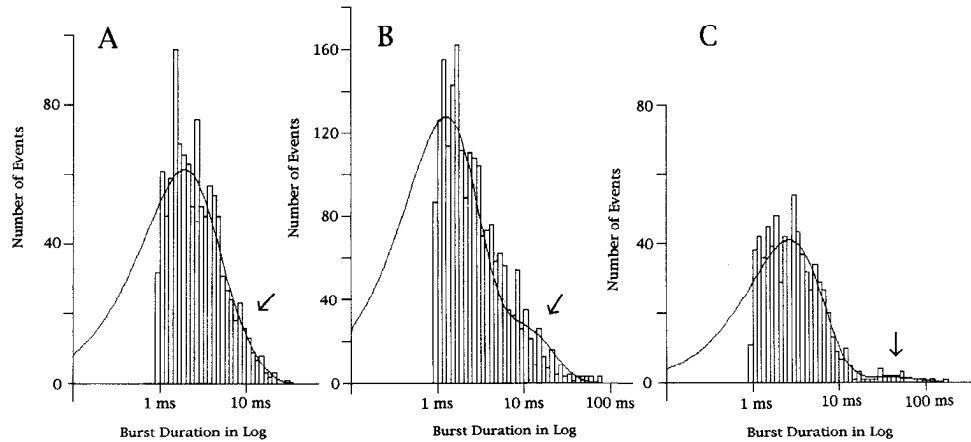 A
Number of Events
80
40
0
1 ms
10 ms
Burst Duration in Log
B
Number of Events
160
120
80
40
0
1 ms
10 ms
100 ms
Burst Duration in Log
C
Number of Events
80
40
0
1 ms
10 ms
100 ms
Burst Duration in Log